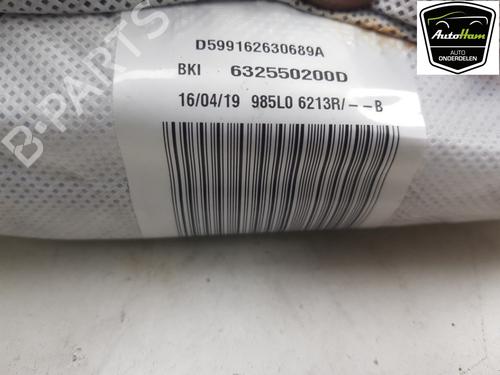 AutoHam
AUTO
ONDERDELEN
D599162630689A
BKI 632550200D
16/04/19 985L0 6213R/--B
B-PARTS